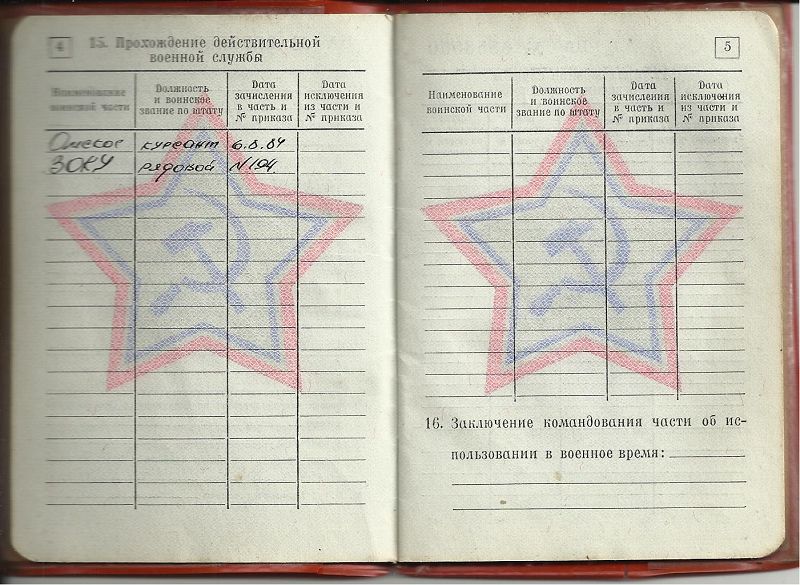 4
15. Прохождение действительной
военной службы
Наименование
воинской части
Должность
и воинское
звание по штату
Дата
зачисления
в часть и
№ приказа
Дата
исключения
из части и
№ приказа
Омское курсант 6.8.84
ЗОКУ рядовой N194
5
Наименование
воинской части
Должность
и воинское
звание по штату
Дата
зачисления
в часть и
№ приказа
Дата
исключения
из части и
№ приказа
16. Заключение командования части об ис-
пользовании в военное время: